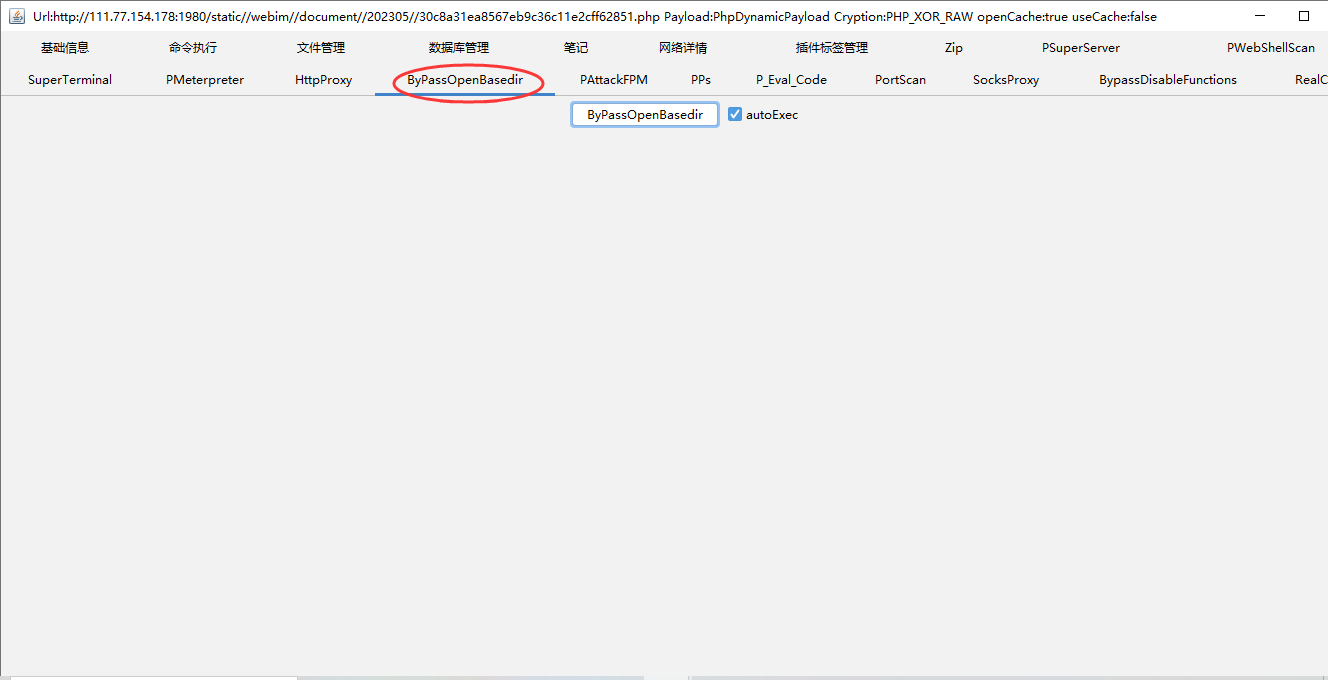 Url:http://111.77.154.178:1980/static//webim//document//202305//30c8a31ea8567eb9c36c11e2cff62851.php Payload:PhpDynamicPayload Cryption:PHP_XOR_RAW openCache:true useCache:false
基础信息 命令执行 文件管理 数据库管理 笔记 网络详情 插件标签管理 Zip PSuperServer PWebShellScan
SuperTerminal PMeterpreter HttpProxy ByPassOpenBasedir PAttackFPM PPs P_Eval_Code PortScan SocksProxy BypassDisableFunctions RealC
ByPassOpenBasedir autoExec